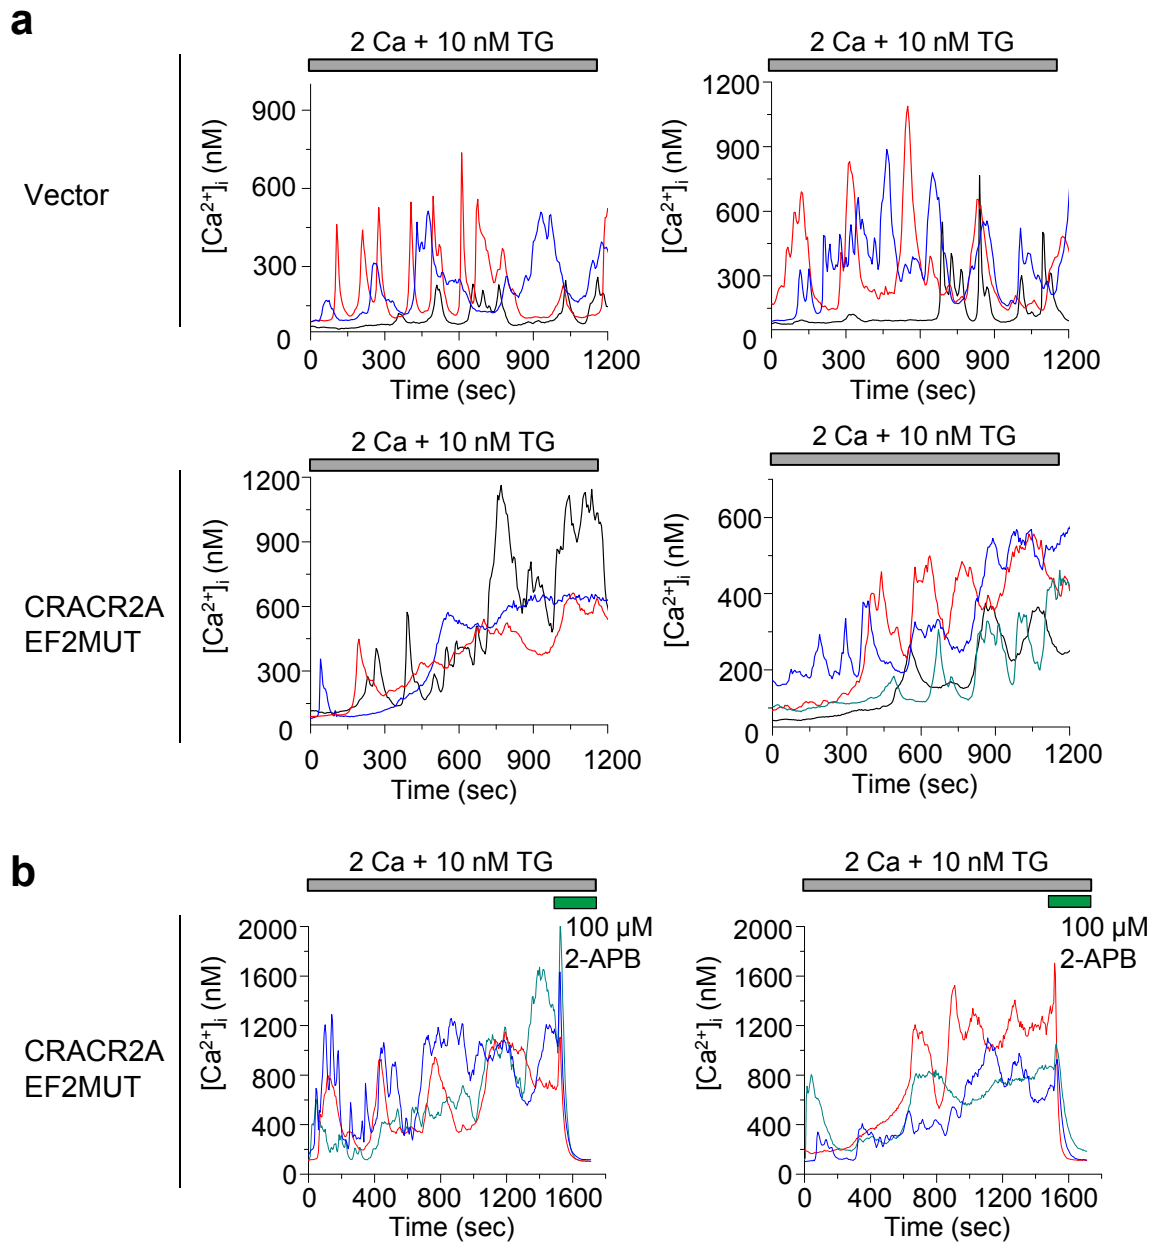 a
2 Ca + 10 nM TG
2 Ca + 10 nM TG
Vector
[Ca²⁺]ᵢ (nM)
900
600
300
0
0 300 600 900 1200
Time (sec)
[Ca²⁺]ᵢ (nM)
1200
900
600
300
0
0 300 600 900 1200
Time (sec)
2 Ca + 10 nM TG
2 Ca + 10 nM TG
CRACR2A
EF2MUT
[Ca²⁺]ᵢ (nM)
1200
900
600
300
0
0 300 600 900 1200
Time (sec)
[Ca²⁺]ᵢ (nM)
600
400
200
0
0 300 600 900 1200
Time (sec)
b
2 Ca + 10 nM TG
2 Ca + 10 nM TG
CRACR2A
EF2MUT
100 µM
2-APB
[Ca²⁺]ᵢ (nM)
2000
1600
1200
800
400
0
0 400 800 1200 1600
Time (sec)
100 µM
2-APB
[Ca²⁺]ᵢ (nM)
2000
1600
1200
800
400
0
0 400 800 1200 1600
Time (sec)